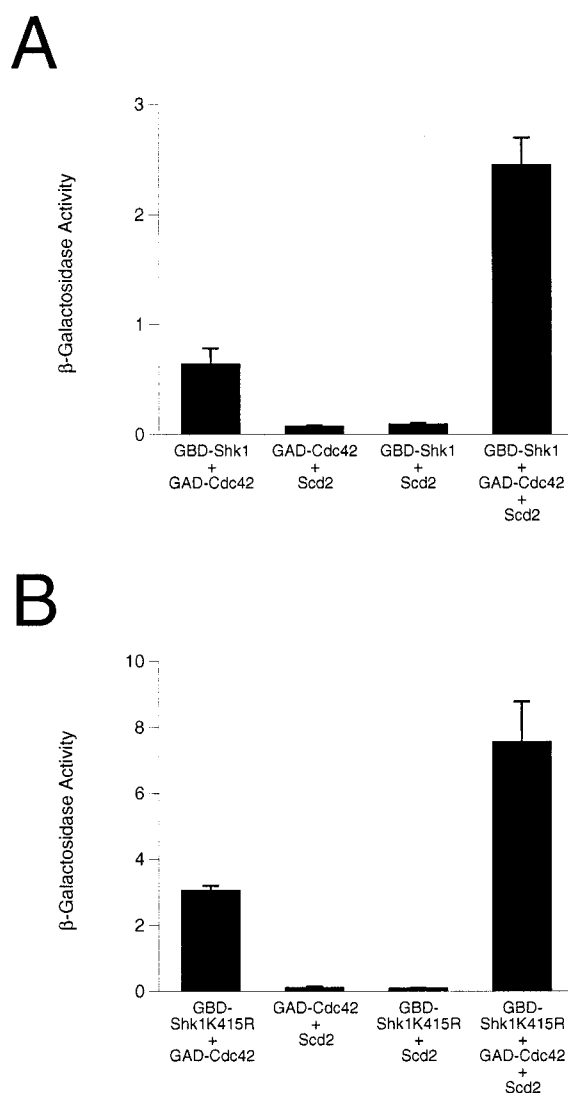 A
3
2
1
0
β-Galactosidase Activity
GBD-Shk1
+
GAD-Cdc42
GAD-Cdc42
+
Scd2
GBD-Shk1
+
Scd2
GBD-Shk1
+
GAD-Cdc42
+
Scd2
B
10
8
6
4
2
0
β-Galactosidase Activity
GBD-
Shk1K415R
+
GAD-Cdc42
GAD-Cdc42
+
Scd2
GBD-
Shk1K415R
+
Scd2
GBD-
Shk1K415R
+
GAD-Cdc42
+
Scd2